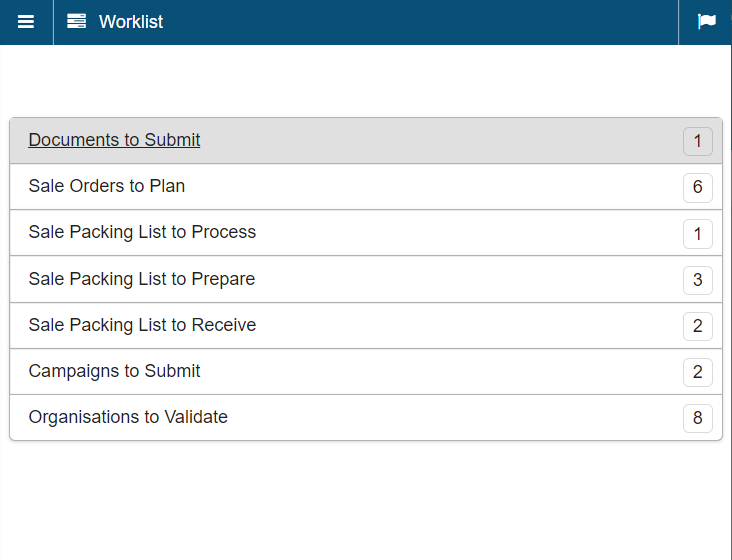 Worklist
Documents to Submit 1
Sale Orders to Plan 6
Sale Packing List to Process 1
Sale Packing List to Prepare 3
Sale Packing List to Receive 2
Campaigns to Submit 2
Organisations to Validate 8